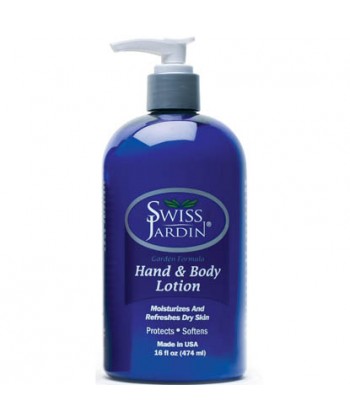 SWISS
JARDIN®
Garden Formula
Hand & Body
Lotion
Moisturizes And
Refreshes Dry Skin
Protects • Softens
Made in USA
16 fl oz (474 ml)